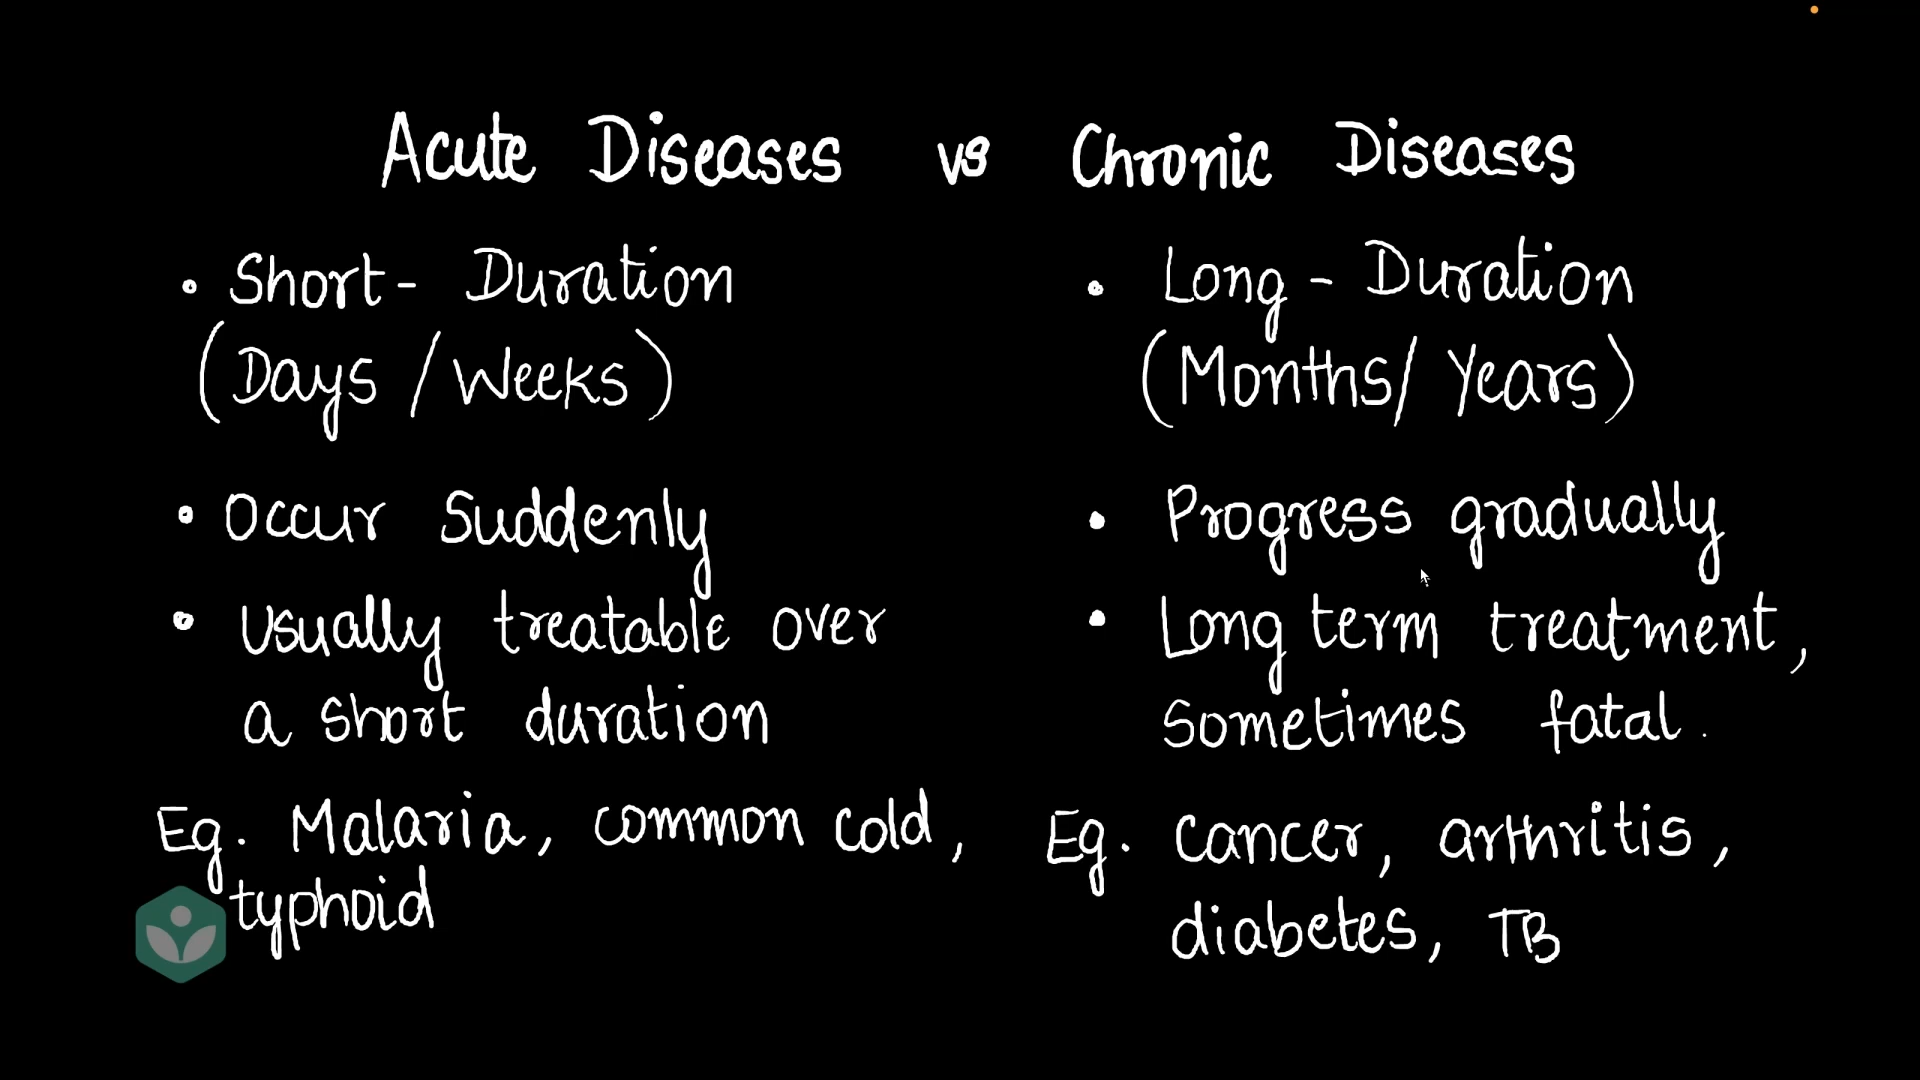 Acute Diseases vs Chronic Diseases
• Short - Duration
(Days / Weeks)
• Occur Suddenly
• Usually treatable over
a short duration
Eg. Malaria, common cold,
typhoid
• Long - Duration
(Months / Years)
• Progress gradually
• Long term treatment,
Sometimes fatal.
Eg. Cancer, arthritis,
diabetes, TB